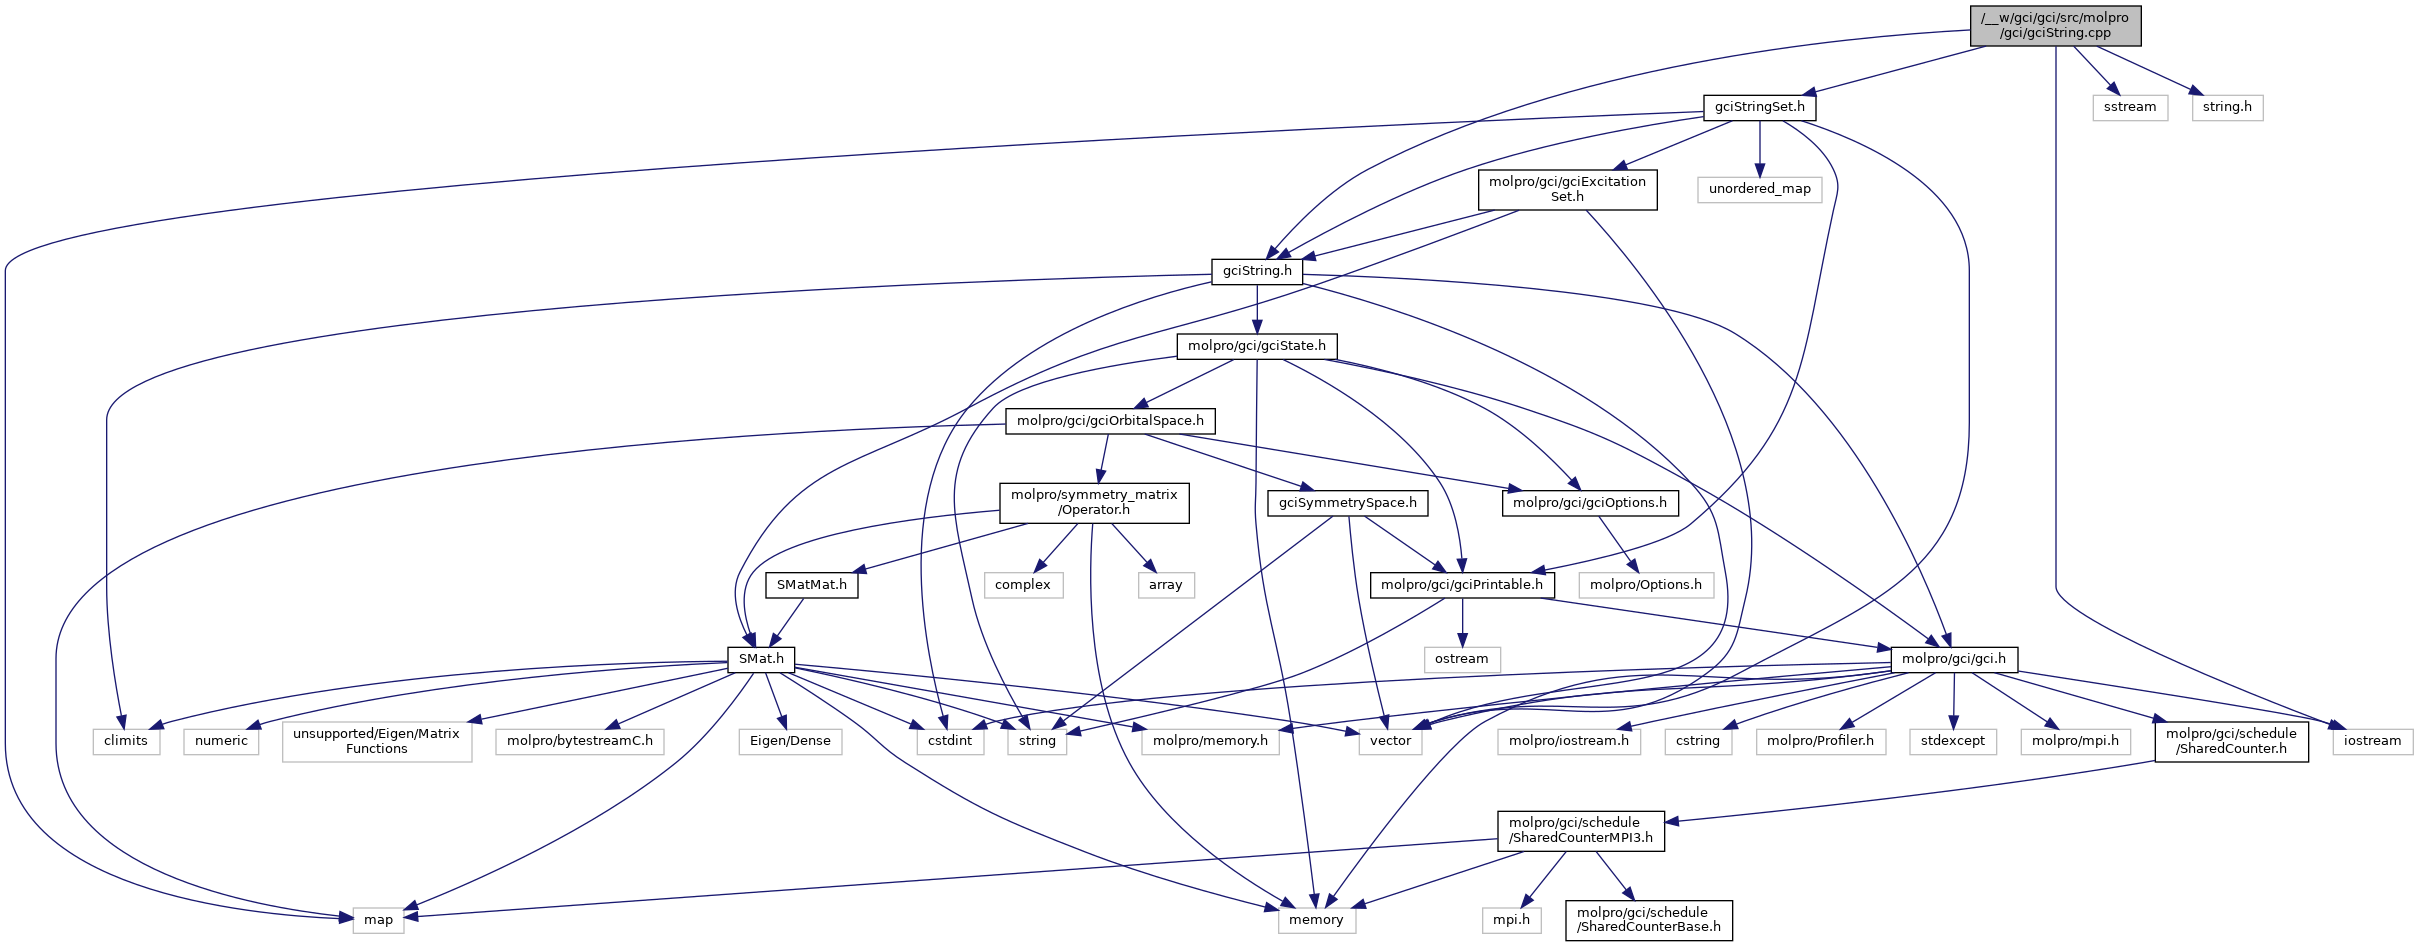 /__w/gci/gci/src/molpro
/gci/gciString.cpp
gciStringSet.h
sstream
string.h
molpro/gci/gciExcitation
Set.h
unordered_map
gciString.h
molpro/gci/gciState.h
molpro/gci/gciOrbitalSpace.h
molpro/symmetry_matrix
/Operator.h
gciSymmetrySpace.h
molpro/gci/gciOptions.h
SMatMat.h
complex
array
molpro/gci/gciPrintable.h
molpro/Options.h
SMat.h
ostream
molpro/gci/gci.h
climits
numeric
unsupported/Eigen/Matrix
Functions
molpro/bytestreamC.h
Eigen/Dense
cstdint
string
molpro/memory.h
vector
molpro/iostream.h
cstring
molpro/Profiler.h
stdexcept
molpro/mpi.h
molpro/gci/schedule
/SharedCounter.h
iostream
molpro/gci/schedule
/SharedCounterMPI3.h
map
memory
mpi.h
molpro/gci/schedule
/SharedCounterBase.h